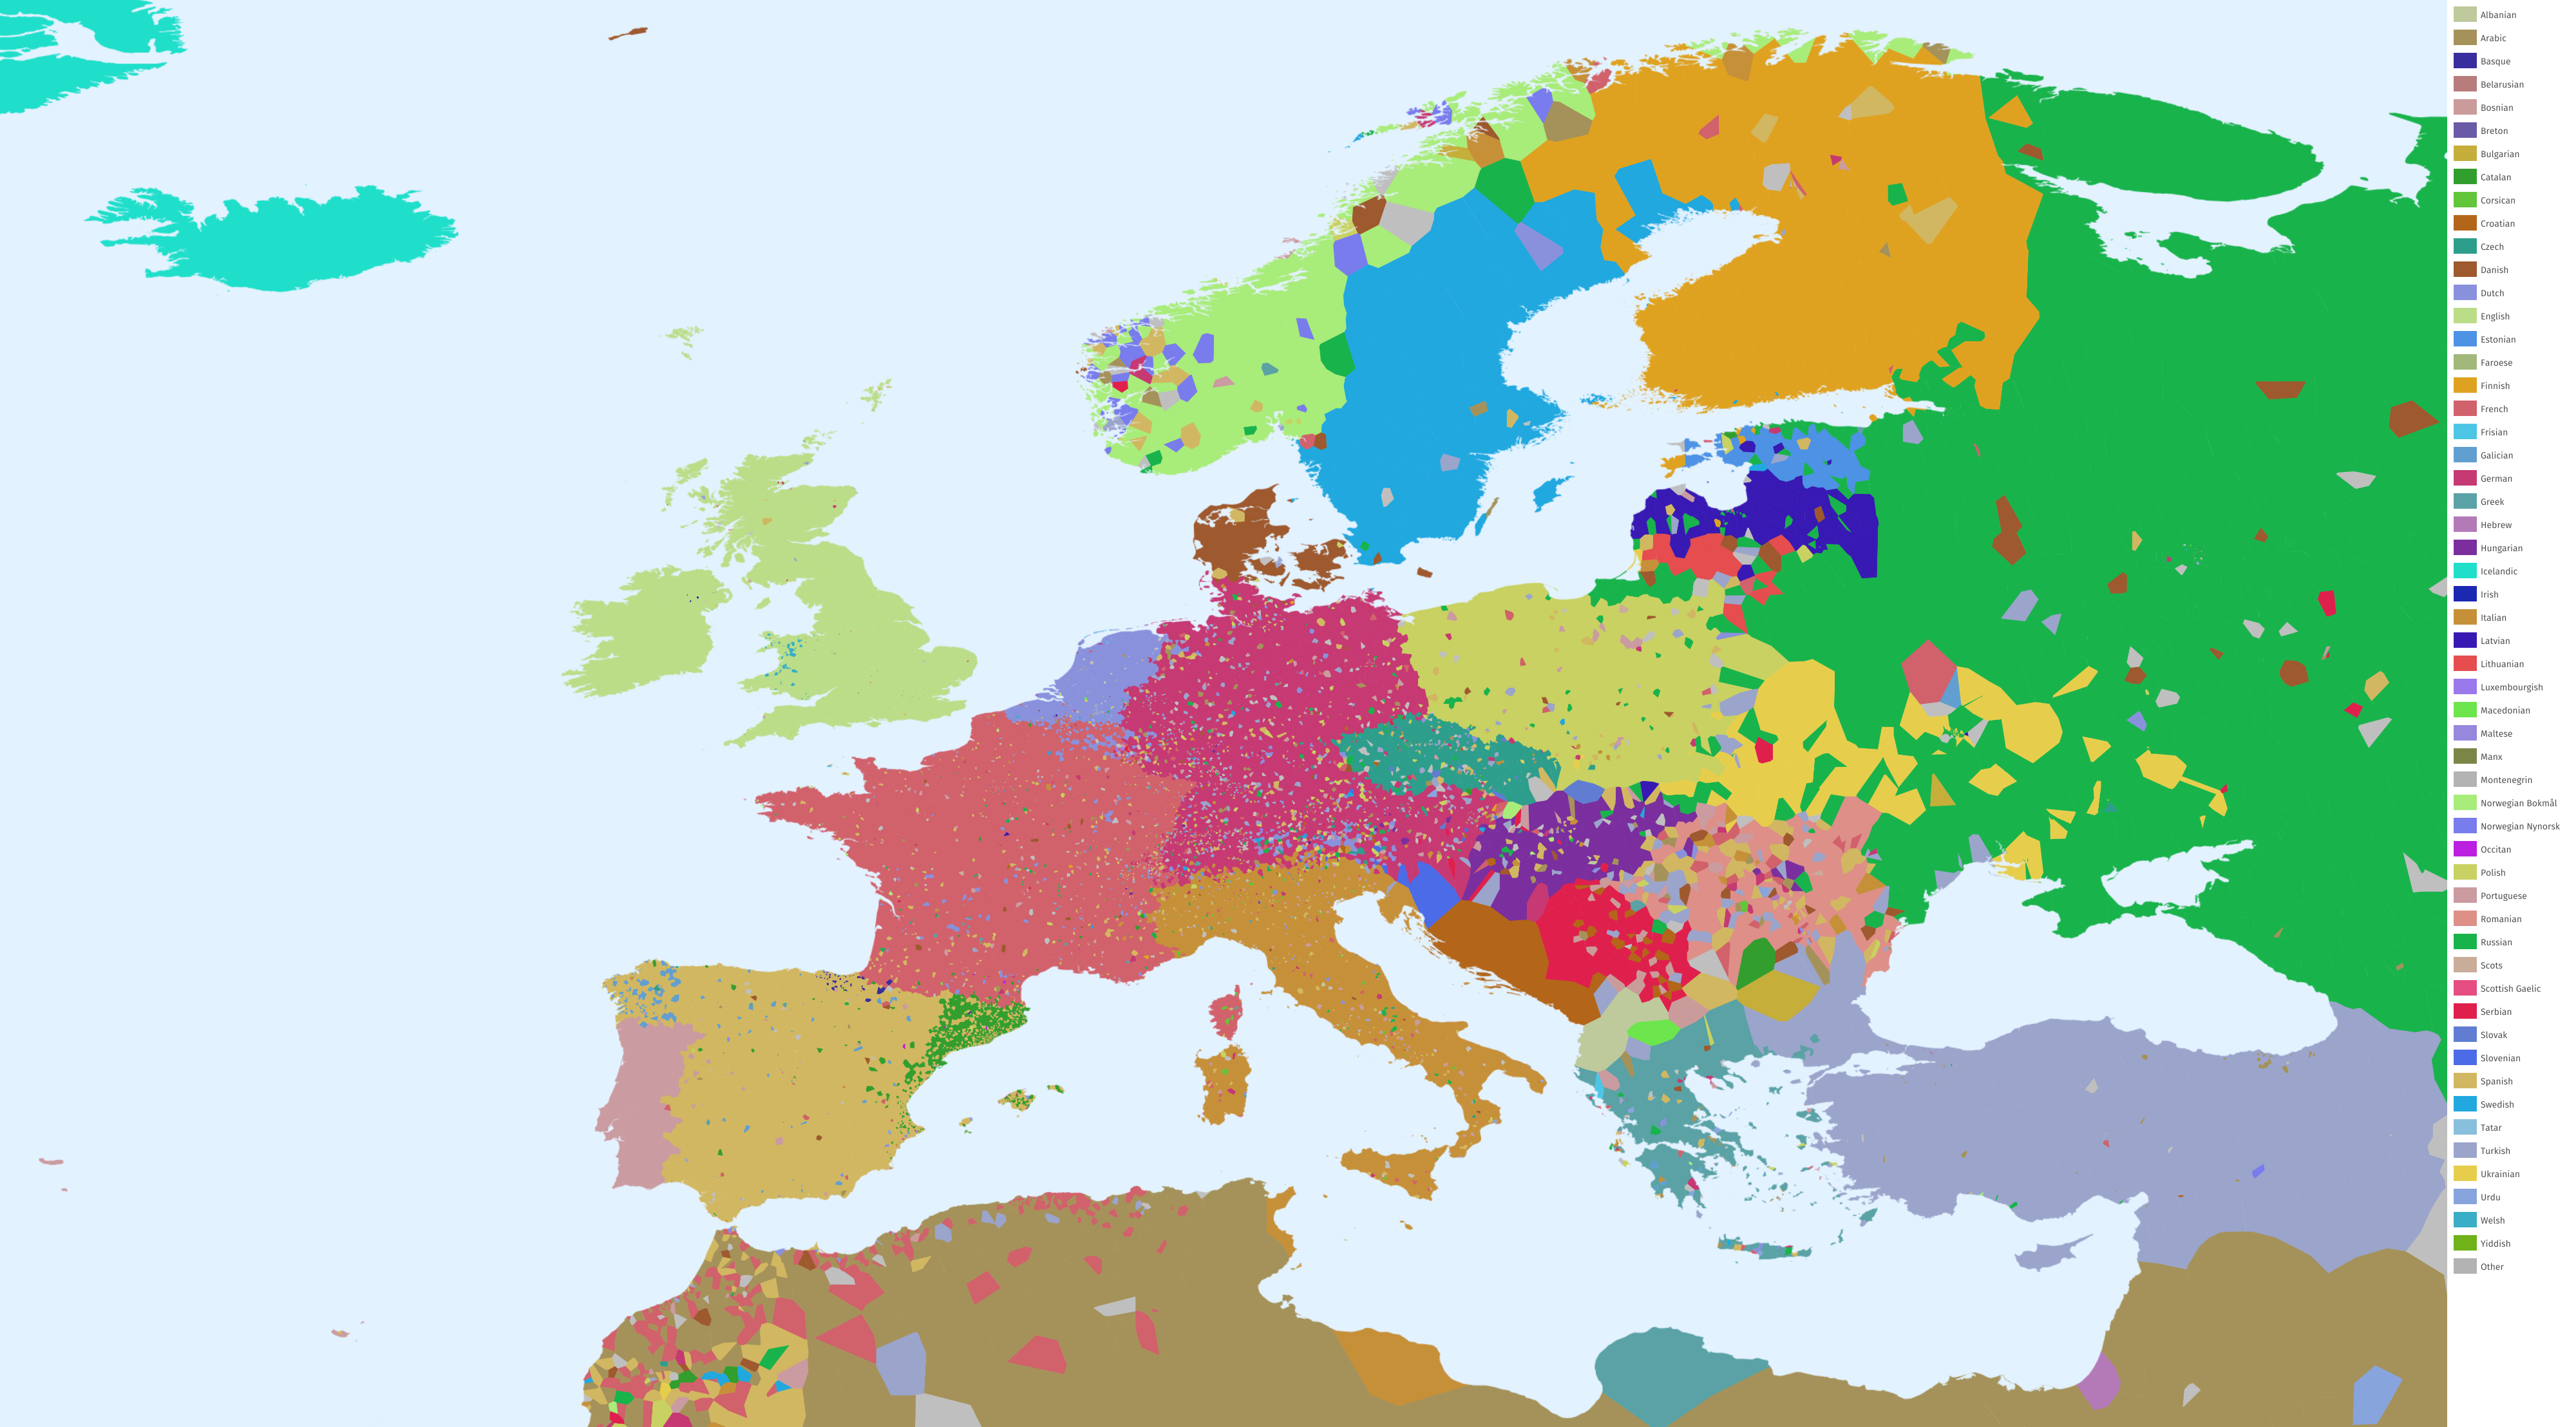 Albanian
Arabic
Basque
Belarusian
Bosnian
Breton
Bulgarian
Catalan
Corsican
Croatian
Czech
Danish
Dutch
English
Estonian
Faroese
Finnish
French
Frisian
Galician
German
Greek
Hebrew
Hungarian
Icelandic
Irish
Italian
Latvian
Lithuanian
Luxembourgish
Macedonian
Maltese
Manx
Montenegrin
Norwegian Bokmål
Norwegian Nynorsk
Occitan
Polish
Portuguese
Romanian
Russian
Scots
Scottish Gaelic
Serbian
Slovak
Slovenian
Spanish
Swedish
Tatar
Turkish
Ukrainian
Urdu
Welsh
Yiddish
Other